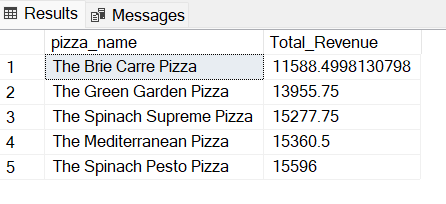 Results Messages
pizza_name Total_Revenue
1 The Brie Carre Pizza 11588.4998130798
2 The Green Garden Pizza 13955.75
3 The Spinach Supreme Pizza 15277.75
4 The Mediterranean Pizza 15360.5
5 The Spinach Pesto Pizza 15596